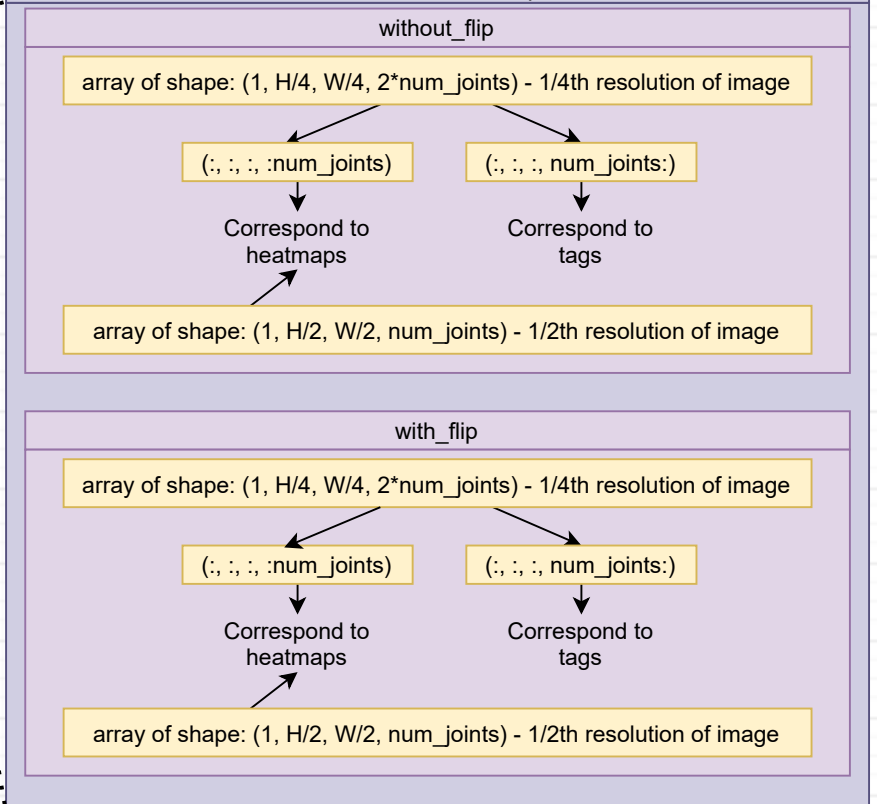 without_flip
array of shape: (1, H/4, W/4, 2*num_joints) - 1/4th resolution of image
(:, :, :, :num_joints)
(:, :, :, num_joints:)
Correspond to
heatmaps
Correspond to
tags
array of shape: (1, H/2, W/2, num_joints) - 1/2th resolution of image
with_flip
array of shape: (1, H/4, W/4, 2*num_joints) - 1/4th resolution of image
(:, :, :, :num_joints)
(:, :, :, num_joints:)
Correspond to
heatmaps
Correspond to
tags
array of shape: (1, H/2, W/2, num_joints) - 1/2th resolution of image